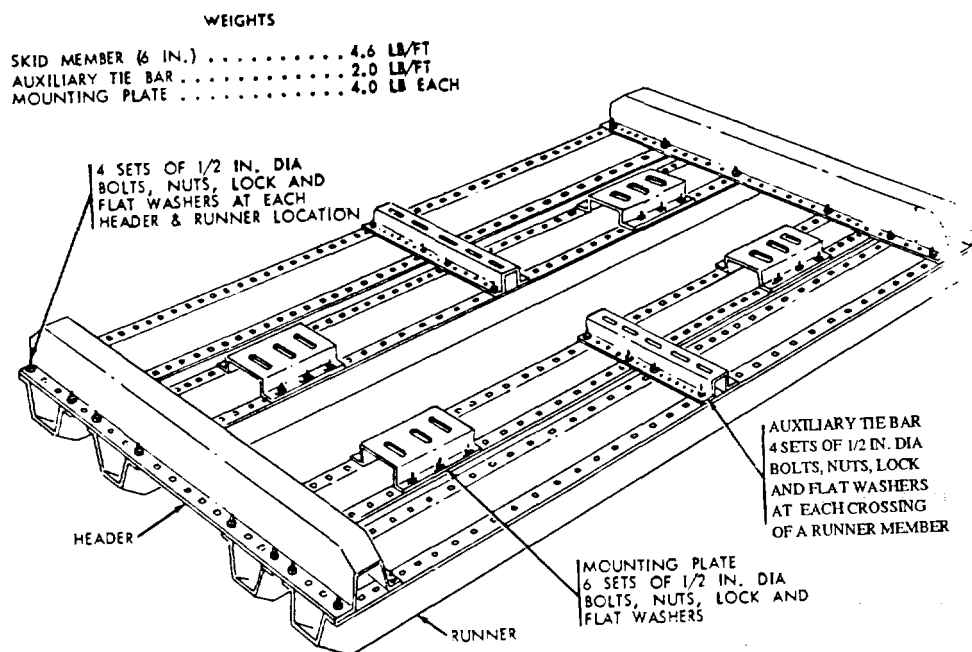 WEIGHTS
SKID MEMBER (6 IN.) . . . . . . . . . . . . 4.6 LB/FT
AUXILIARY TIE BAR . . . . . . . . . . . . . 2.0 LB/FT
MOUNTING PLATE . . . . . . . . . . . . . 4.0 LB EACH
4 SETS OF 1/2 IN. DIA
BOLTS, NUTS, LOCK AND
FLAT WASHERS AT EACH
HEADER & RUNNER LOCATION
AUXILIARY TIE BAR
4 SETS OF 1/2 IN. DIA
BOLTS, NUTS, LOCK
AND FLAT WASHERS
AT EACH CROSSING
OF A RUNNER MEMBER
HEADER
MOUNTING PLATE
6 SETS OF 1/2 IN. DIA
BOLTS, NUTS, LOCK AND
FLAT WASHERS
RUNNER